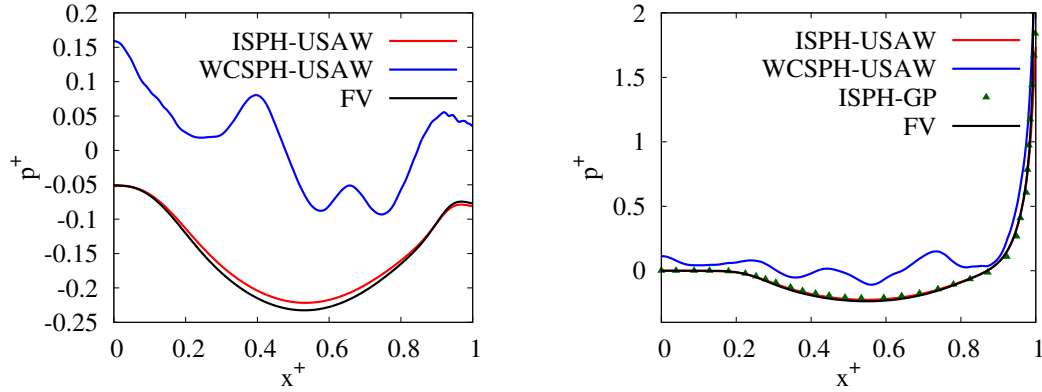 0.2
0.15
0.1
0.05
0
-0.05
-0.1
-0.15
-0.2
-0.25
p+
0 0.2 0.4 0.6 0.8 1
x+
ISPH-USAW
WCSPH-USAW
FV
2
1.5
1
0.5
0
p+
0 0.2 0.4 0.6 0.8 1
x+
ISPH-USAW
WCSPH-USAW
ISPH-GP
FV